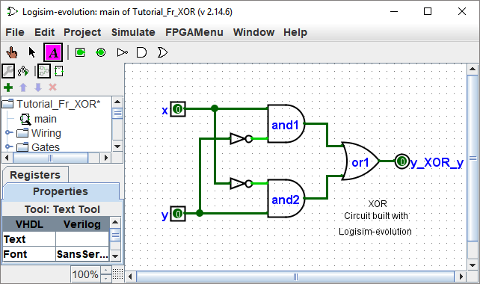 Logisim-evolution: main of Tutorial_Fr_XOR (v 2.14.6)
File Edit Project Simulate FPGAMenu Window Help
A
Tutorial_Fr_XOR*
main
Wiring
Gates
Registers
Properties
Tool: Text Tool
VHDL Verilog
Text
Font SansSer...
100%
x
0
and1
or1
0
y_XOR_y
and2
y
0
XOR
Circuit built with
Logisim-evolution